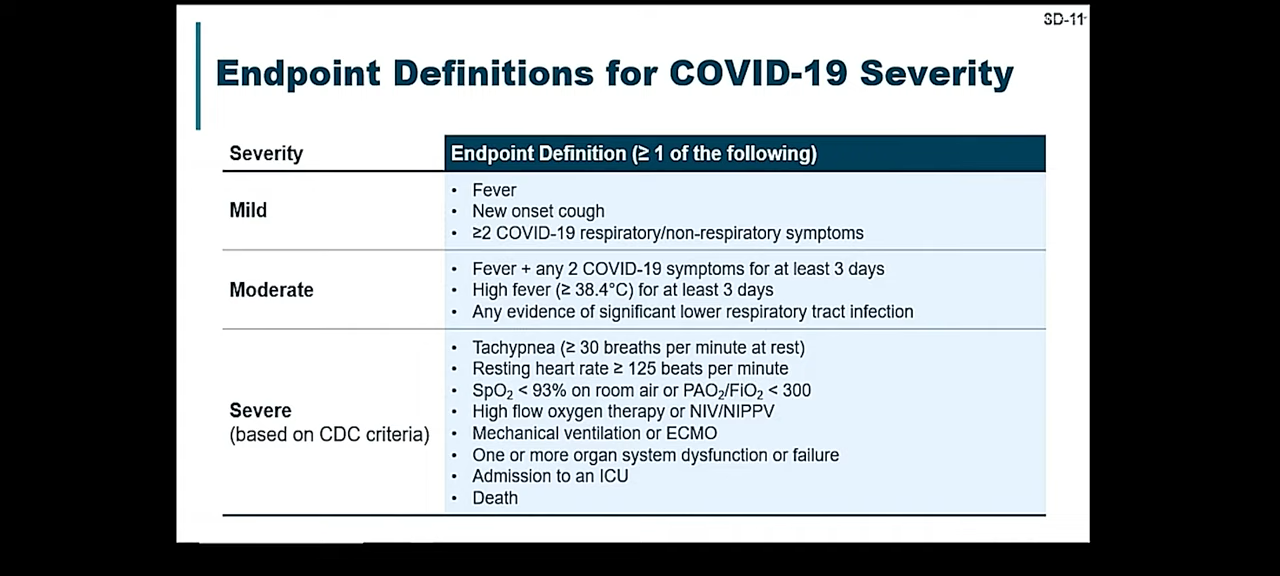 SD-11
Endpoint Definitions for COVID-19 Severity
Severity
Endpoint Definition (≥ 1 of the following)
Mild
• Fever
• New onset cough
• ≥2 COVID-19 respiratory/non-respiratory symptoms
Moderate
• Fever + any 2 COVID-19 symptoms for at least 3 days
• High fever (≥ 38.4°C) for at least 3 days
• Any evidence of significant lower respiratory tract infection
Severe
(based on CDC criteria)
• Tachypnea (≥ 30 breaths per minute at rest)
• Resting heart rate ≥ 125 beats per minute
• SpO₂ < 93% on room air or PAO₂/FiO₂ < 300
• High flow oxygen therapy or NIV/NIPPV
• Mechanical ventilation or ECMO
• One or more organ system dysfunction or failure
• Admission to an ICU
• Death